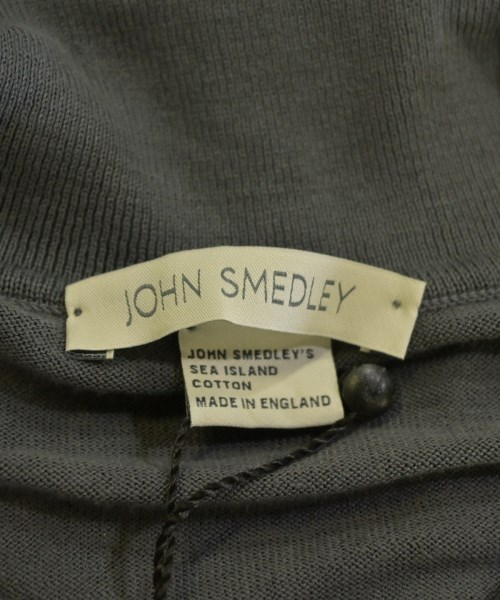 JOHN SMEDLEY
JOHN SMEDLEY'S
SEA ISLAND
COTTON
MADE IN ENGLAND